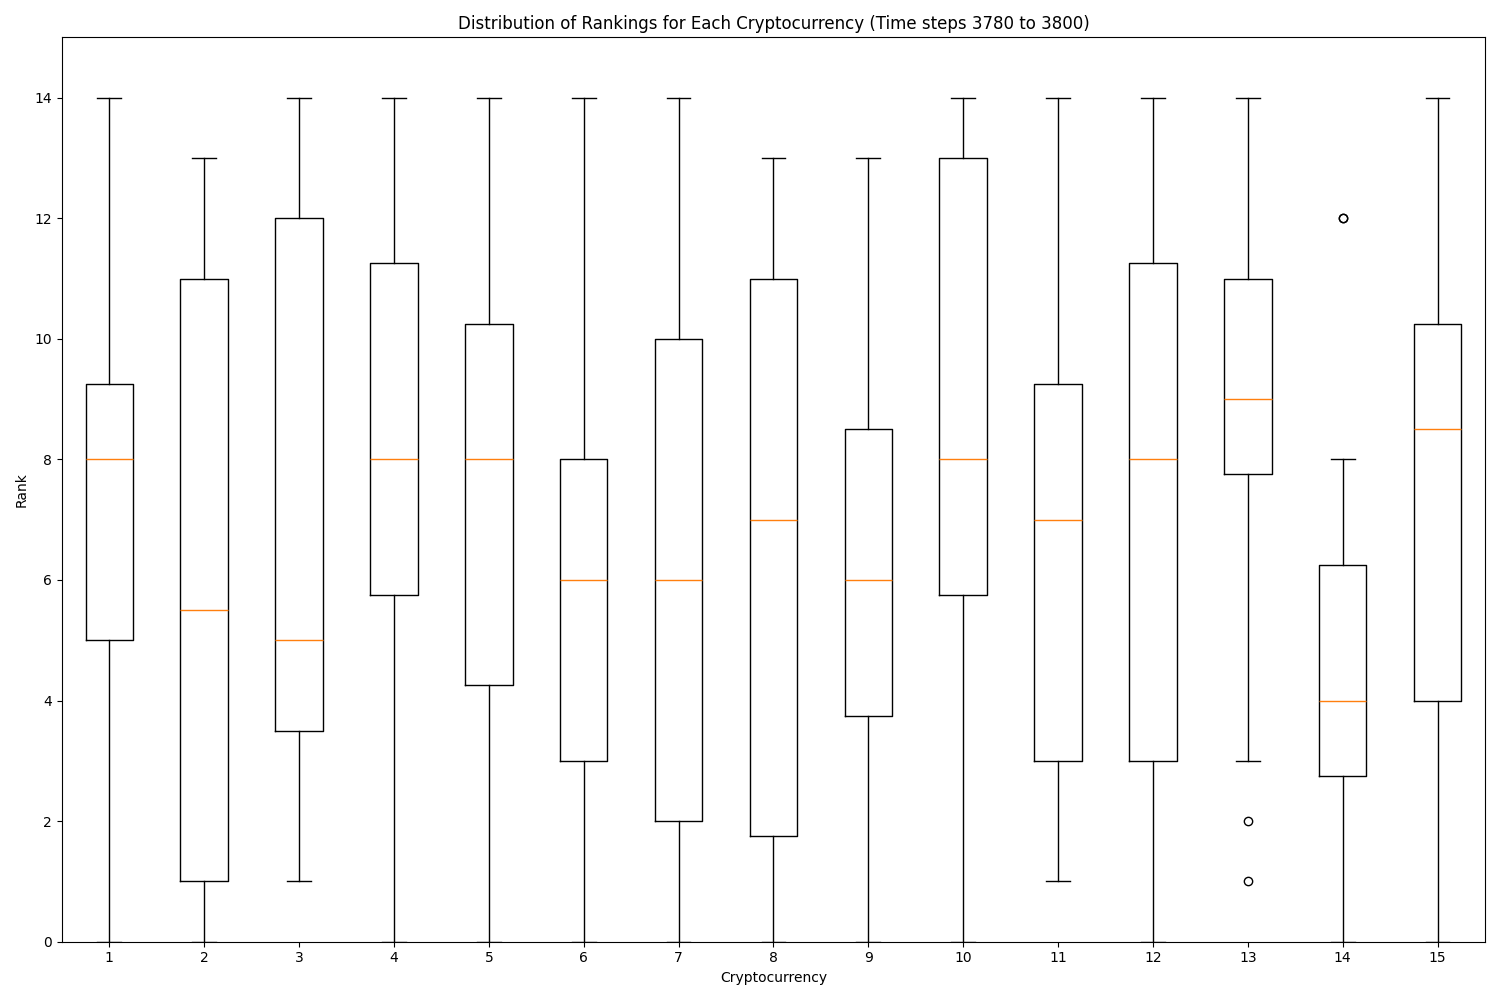 Distribution of Rankings for Each Cryptocurrency (Time steps 3780 to 3800)
14
12
10
8
6
4
2
0
Rank
1 2 3 4 5 6 7 8 9 10 11 12 13 14 15
Cryptocurrency